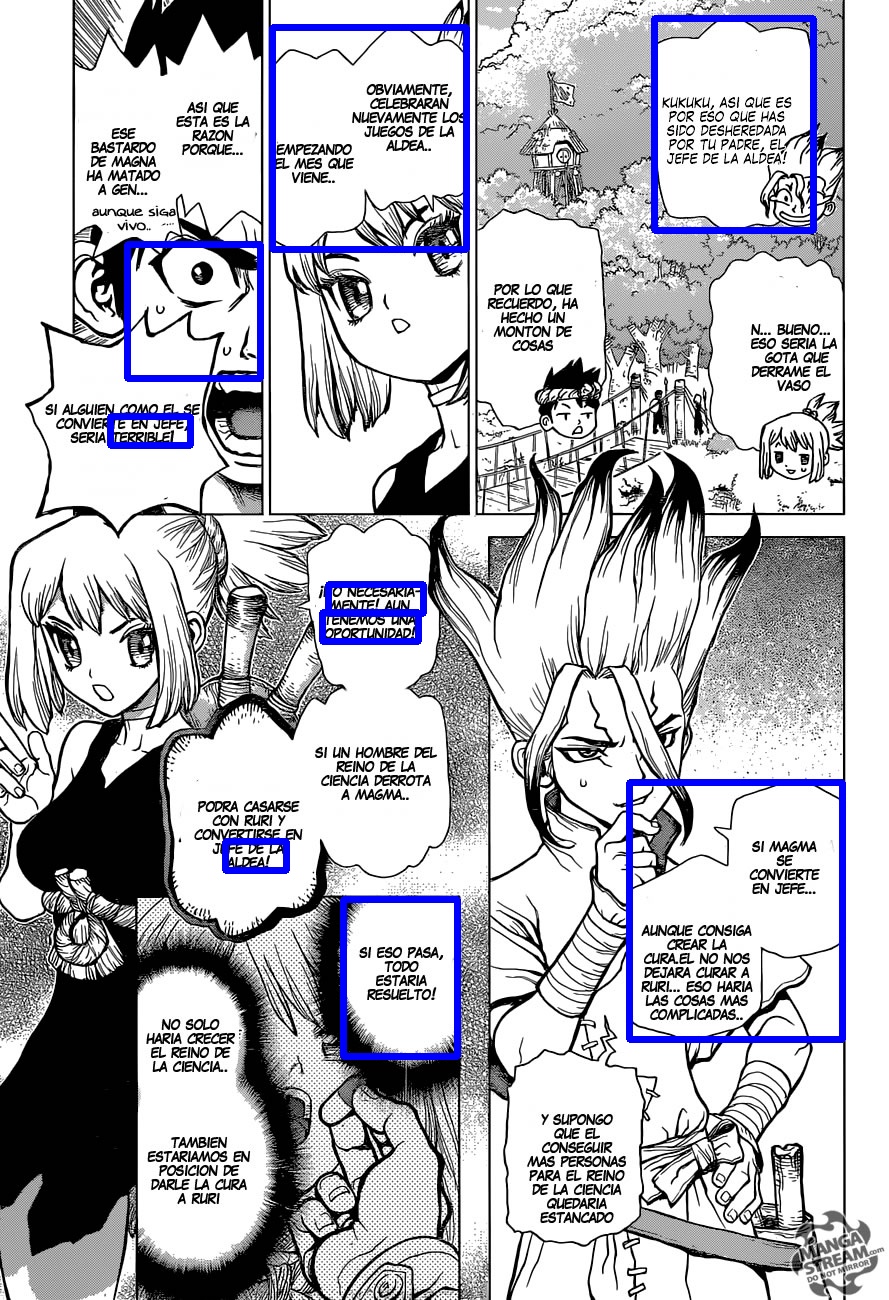 KUKUKU, ASI QUE ES
POR ESO QUE HAS
SIDO DESHEREDADA
POR TU PADRE, EL
JEFE DE LA ALDEA!
N... BUENO...
ESO SERIA LA
GOTA QUE
DERRAME EL
VASO
POR LO QUE
RECUERDO, HA
HECHO UN
MONTON DE
COSAS
OBVIAMENTE,
CELEBRARAN
NUEVAMENTE LOS
JUEGOS DE LA
ALDEA..
EMPEZANDO
EL MES QUE
VIENE..
ASI QUE
ESTA ES LA
RAZON
PORQUE...
ESE
BASTARDO
DE MAGNA
HA MATADO
A GEN...
aunque siga
vivo..
SI ALGUIEN COMO EL SE
CONVIERTE EN JEFE,
SERIA TERRIBLE!
SI MAGMA
SE
CONVIERTE
EN JEFE...
AUNQUE CONSIGA
CREAR LA
CURA.EL NO NOS
DEJARA CURAR A
RURI... ESO HARIA
LAS COSAS MAS
COMPLICADAS..
Y SUPONGO
QUE EL
CONSEGUIR
MAS PERSONAS
PARA EL REINO
DE LA CIENCIA
QUEDARIA
ESTANCADO
¡NO NECESARIA-
MENTE! AUN
TENEMOS UNA
OPORTUNIDAD!
SI UN HOMBRE DEL
REINO DE LA
CIENCIA DERROTA
A MAGMA..
PODRA CASARSE
CON RURI Y
CONVERTIRSE EN
JEFE DE LA
ALDEA!
SI ESO PASA,
TODO
ESTARIA
RESUELTO!
NO SOLO
HARIA CRECER
EL REINO DE
LA CIENCIA..
TAMBIEN
ESTARIAMOS EN
POSICION DE
DARLE LA CURA
A RURI
MANGA
STREAM.com
DO NOT MIRROR!